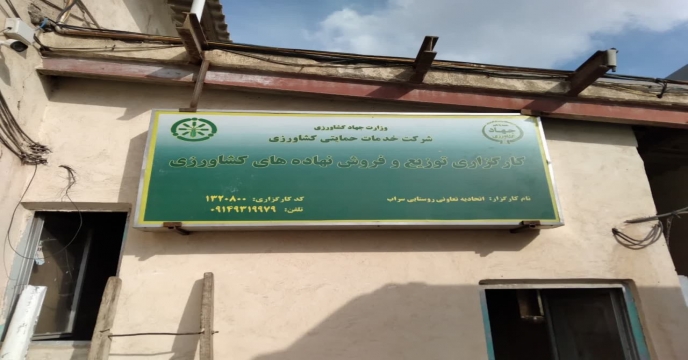 وزارت جهاد کشاورزی
شرکت خدمات حمایتی کشاورزی
کارگزاری توزیع و فروش نهاده های کشاورزی
نام کارگزار: اتحادیه تعاونی روستایی سراب
کد کارگزاری: ۱۳۲۰۸۰۰
تلفن: ۰۹۱۴۹۳۱۹۹۷۹
جهاد